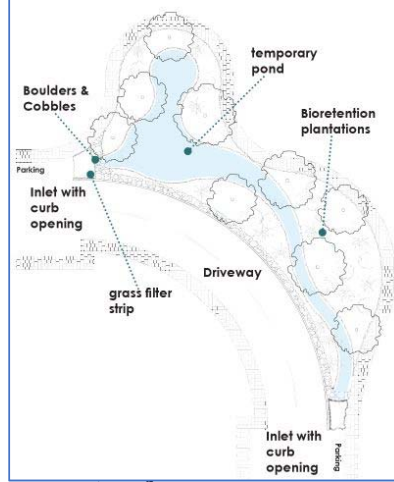 temporary
pond
Boulders &
Cobbles
Bioretention
plantations
Parking
Inlet with
curb
opening
Driveway
grass filter
strip
Inlet with
curb
opening
Parking